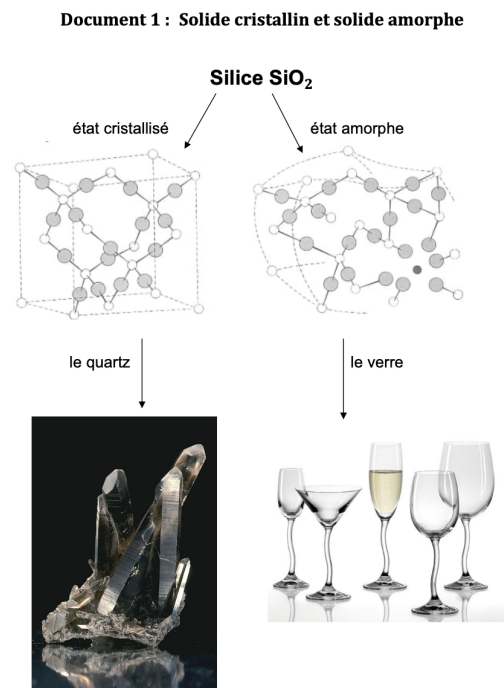 Document 1 : Solide cristallin et solide amorphe
Silice SiO₂
état cristallisé
état amorphe
le quartz
le verre